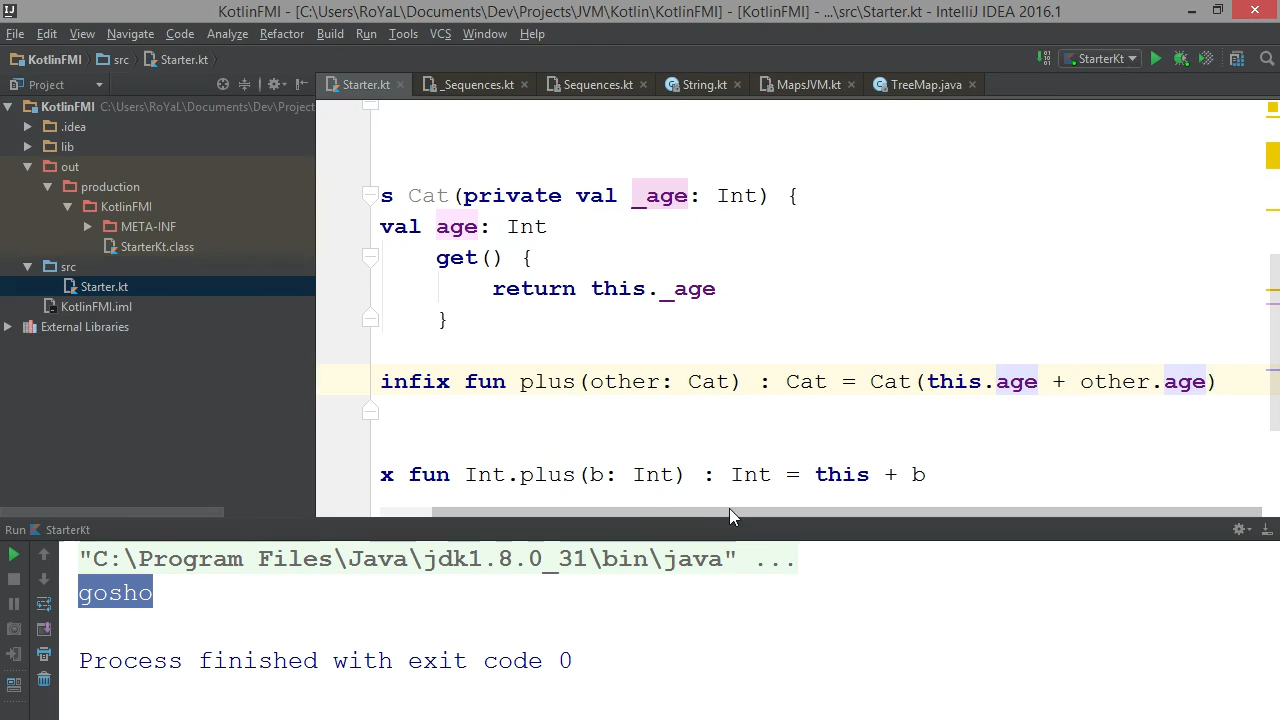 KotlinFMI - [C:\Users\RoYaL\Documents\Dev\Projects\JVM\Kotlin\KotlinFMI] - [KotlinFMI] - ...\src\Starter.kt - IntelliJ IDEA 2016.1
File Edit View Navigate Code Analyze Refactor Build Run Tools VCS Window Help
KotlinFMI src Starter.kt StarterKt
Project Starter.kt _Sequences.kt Sequences.kt String.kt MapsJVM.kt TreeMap.java
KotlinFMI C:\Users\RoYaL\Documents\Dev\Project
.idea
lib
out
production
KotlinFMI
META-INF
StarterKt.class
src
Starter.kt
KotlinFMI.iml
External Libraries
s Cat(private val _age: Int) {
val age: Int
get() {
return this._age
}
infix fun plus(other: Cat) : Cat = Cat(this.age + other.age)
x fun Int.plus(b: Int) : Int = this + b
Run StarterKt
"C:\Program Files\Java\jdk1.8.0_31\bin\java" ...
gosho
Process finished with exit code 0